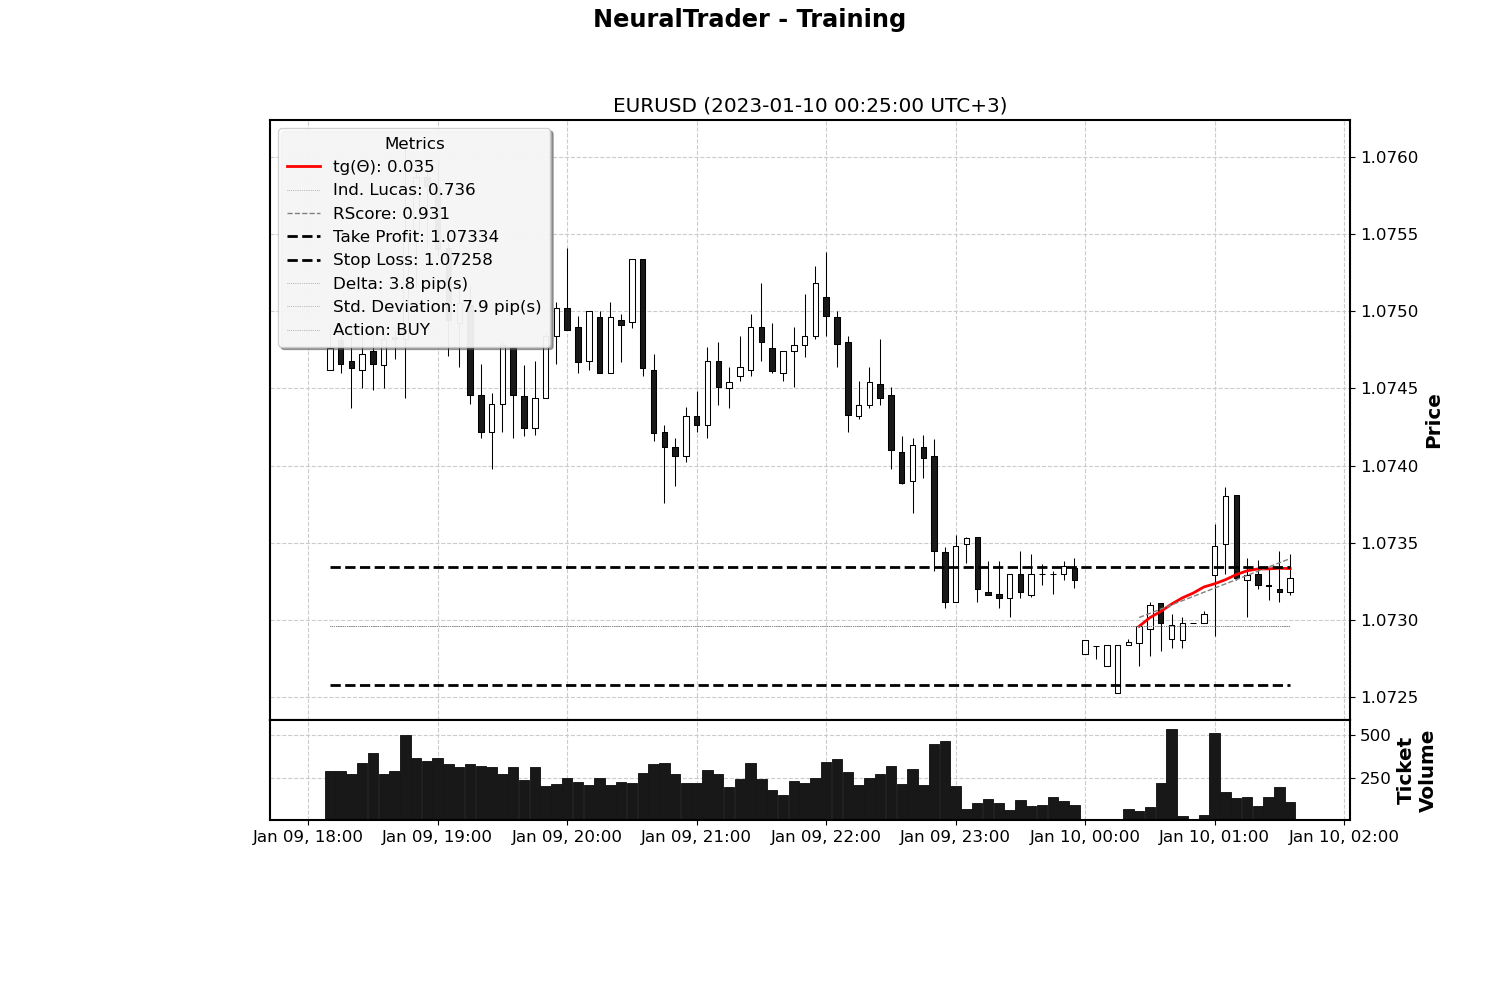 NeuralTrader - Training
EURUSD (2023-01-10 00:25:00 UTC+3)
Metrics
tg(Θ): 0.035
Ind. Lucas: 0.736
RScore: 0.931
Take Profit: 1.07334
Stop Loss: 1.07258
Delta: 3.8 pip(s)
Std. Deviation: 7.9 pip(s)
Action: BUY
1.0760
1.0755
1.0750
1.0745
1.0740
1.0735
1.0730
1.0725
Price
500
250
Ticket
Volume
Jan 09, 18:00
Jan 09, 19:00
Jan 09, 20:00
Jan 09, 21:00
Jan 09, 22:00
Jan 09, 23:00
Jan 10, 00:00
Jan 10, 01:00
Jan 10, 02:00